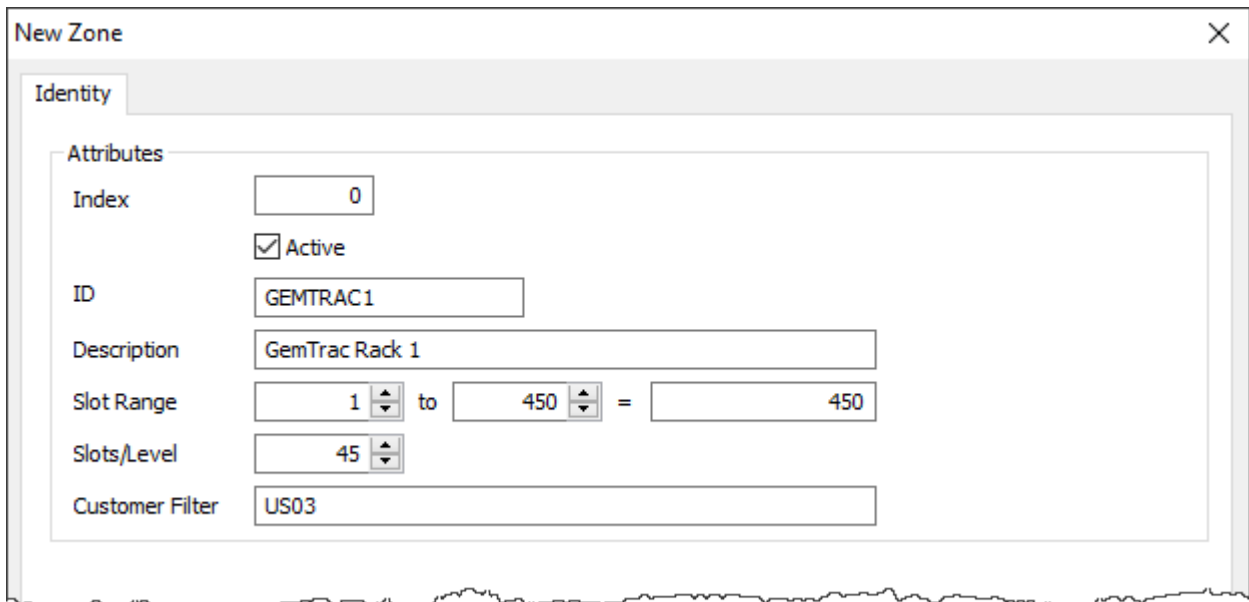 New Zone
Identity
Attributes
Index 0
Active
ID GEMTRAC1
Description GemTrac Rack 1
Slot Range 1 to 450 = 450
Slots/Level 45
Customer Filter US03